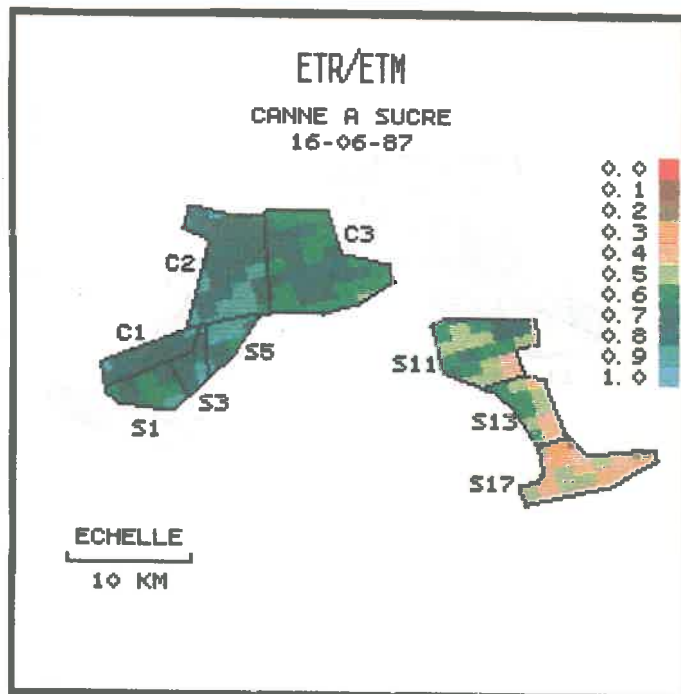 ETR/ETM
CANNE A SUCRE
16-06-87
0. 0
0. 1
0. 2
0. 3
0. 4
0. 5
0. 6
0. 7
0. 8
0. 9
1. 0
C3
C2
C1
S5
S3
S1
S11
S13
S17
ECHELLE
10 KM